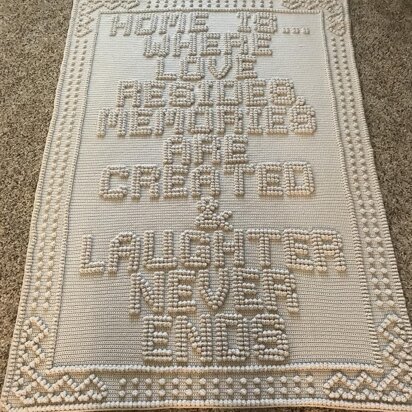 HOME IS...
WHERE
LOVE
RESIDES,
MEMORIES
ARE
CREATED
&
LAUGHTER
NEVER
ENDS